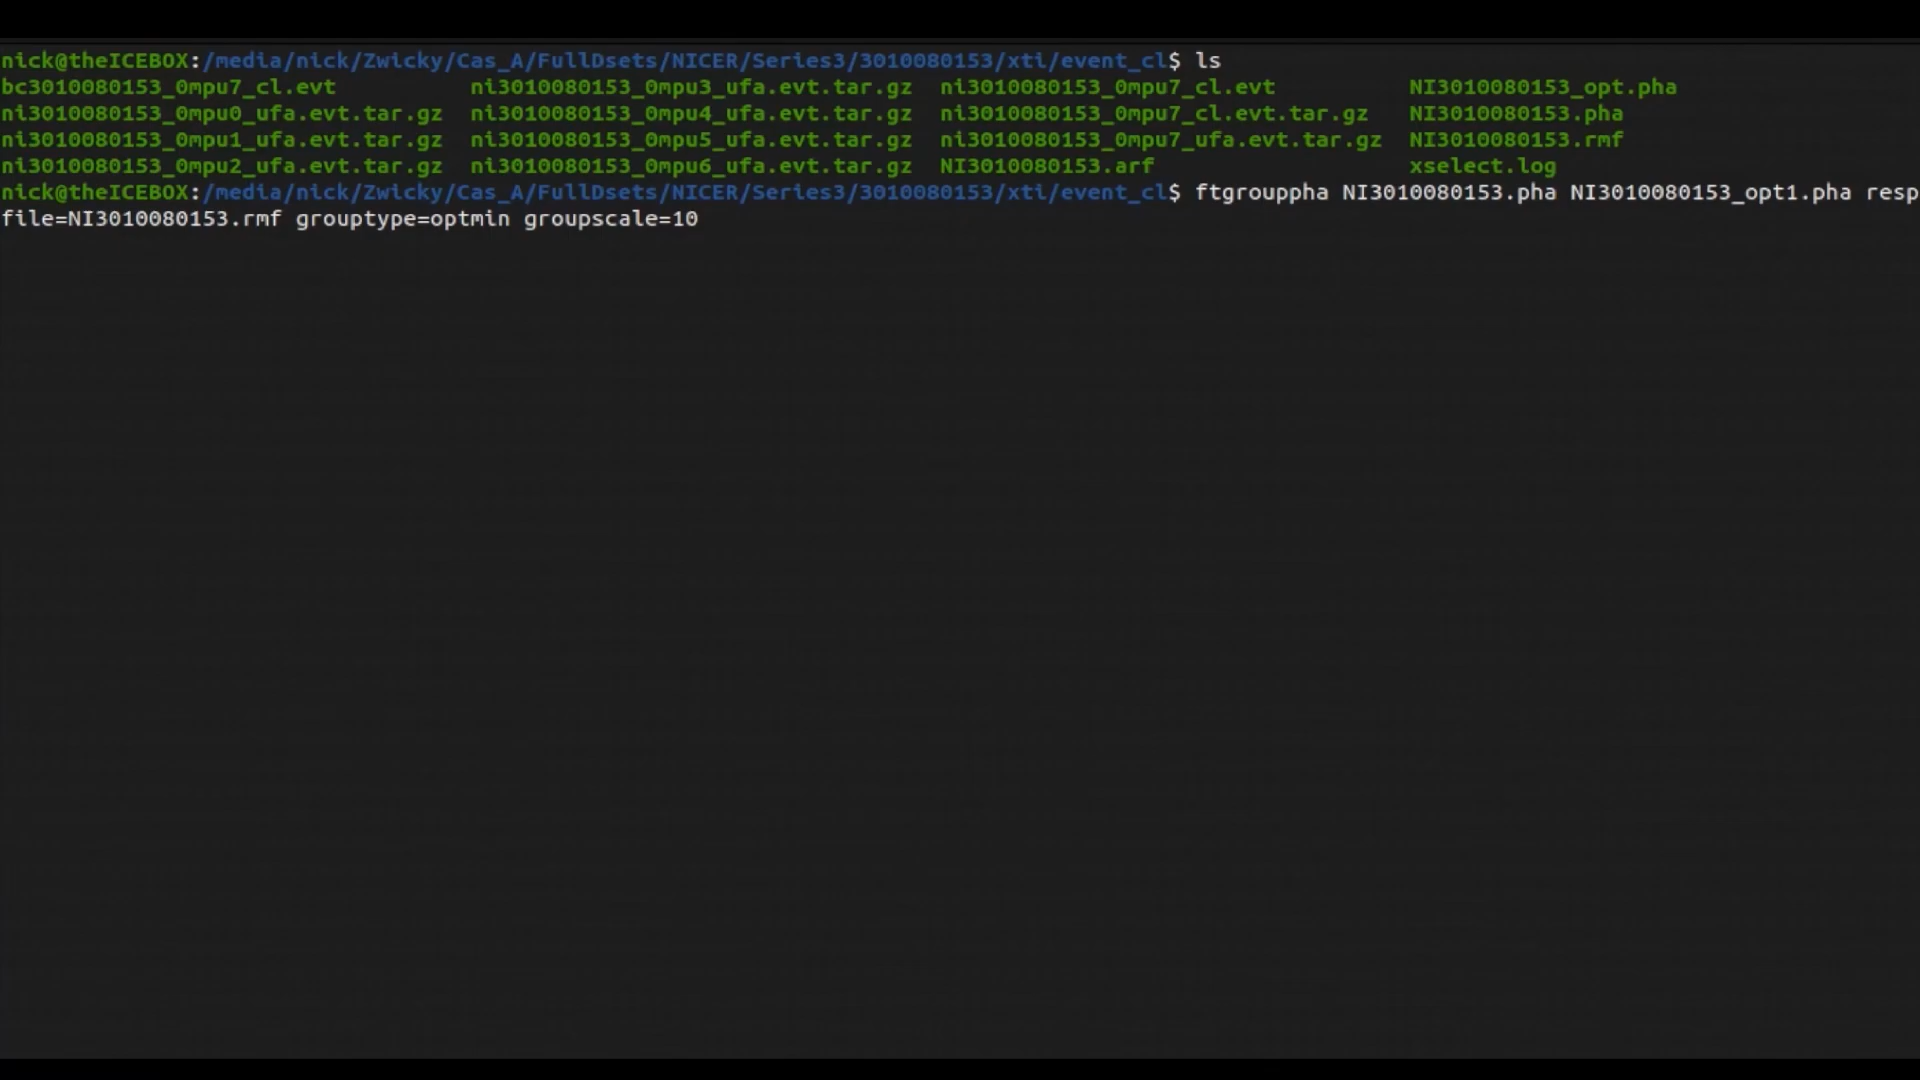 nick@theICEBOX:/media/nick/Zwicky/Cas_A/FullDsets/NICER/Series3/3010080153/xti/event_cl$ ls
bc3010080153_0mpu7_cl.evt ni3010080153_0mpu3_ufa.evt.tar.gz ni3010080153_0mpu7_cl.evt NI3010080153_opt.pha
ni3010080153_0mpu0_ufa.evt.tar.gz ni3010080153_0mpu4_ufa.evt.tar.gz ni3010080153_0mpu7_cl.evt.tar.gz NI3010080153.pha
ni3010080153_0mpu1_ufa.evt.tar.gz ni3010080153_0mpu5_ufa.evt.tar.gz ni3010080153_0mpu7_ufa.evt.tar.gz NI3010080153.rmf
ni3010080153_0mpu2_ufa.evt.tar.gz ni3010080153_0mpu6_ufa.evt.tar.gz NI3010080153.arf xselect.log
nick@theICEBOX:/media/nick/Zwicky/Cas_A/FullDsets/NICER/Series3/3010080153/xti/event_cl$ ftgrouppha NI3010080153.pha NI3010080153_opt1.pha resp
file=NI3010080153.rmf grouptype=optmin groupscale=10